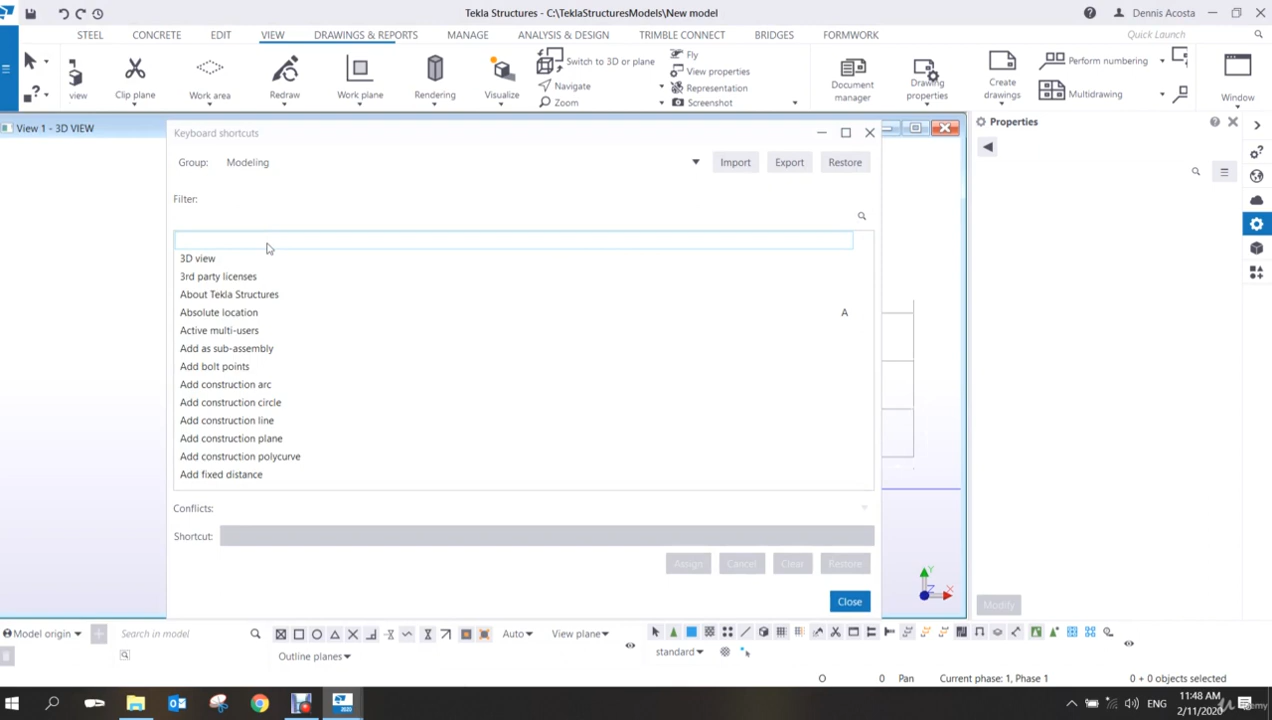 Tekla Structures - C:\TeklaStructuresModels\New model
Dennis Acosta
STEEL CONCRETE EDIT VIEW DRAWINGS & REPORTS MANAGE ANALYSIS & DESIGN TRIMBLE CONNECT BRIDGES FORMWORK Quick Launch
Switch to 3D or plane
Fly
Navigate
View properties
Zoom
Representation
Screenshot
view
Clip plane
Work area
Redraw
Work plane
Rendering
Visualize
Document manager
Drawing properties
Create drawings
Perform numbering
Multidrawing
Window
View 1 - 3D VIEW
Keyboard shortcuts
Properties
Group: Modeling
Import Export Restore
Filter:
3D view
3rd party licenses
About Tekla Structures
Absolute location A
Active multi-users
Add as sub-assembly
Add bolt points
Add construction arc
Add construction circle
Add construction line
Add construction plane
Add construction polycurve
Add fixed distance
Conflicts:
Shortcut:
Assign Cancel Clear Restore
Close
Modify
Y
X
Z
Model origin
Search in model
Auto
View plane
Outline planes
standard
O 0 Pan Current phase: 1, Phase 1 0 + 0 objects selected
ENG
11:48 AM
2/11/2020
Udemy